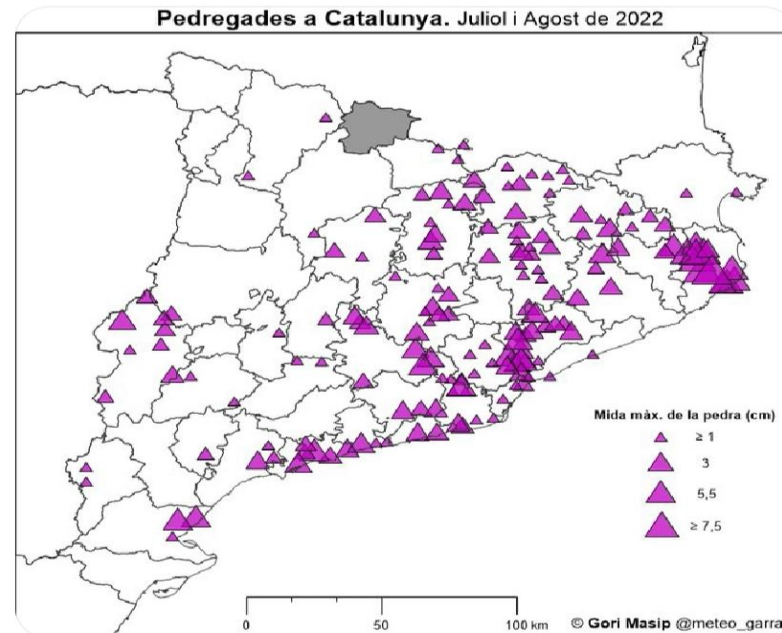 Pedregades a Catalunya. Juliol i Agost de 2022
Mida màx. de la pedra (cm)
≥ 1
3
5,5
≥ 7,5
0 50 100 km
© Gori Masip @meteo_garra